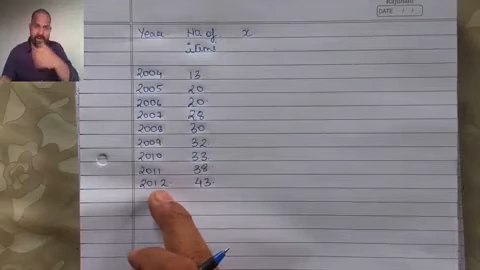 Rajdhani
DATE / /
Year No. of x
items
2004 13
2005 20
2006 20.
2007 28
2008 30
2009 32
2010 33
2011 38
2012. 43.